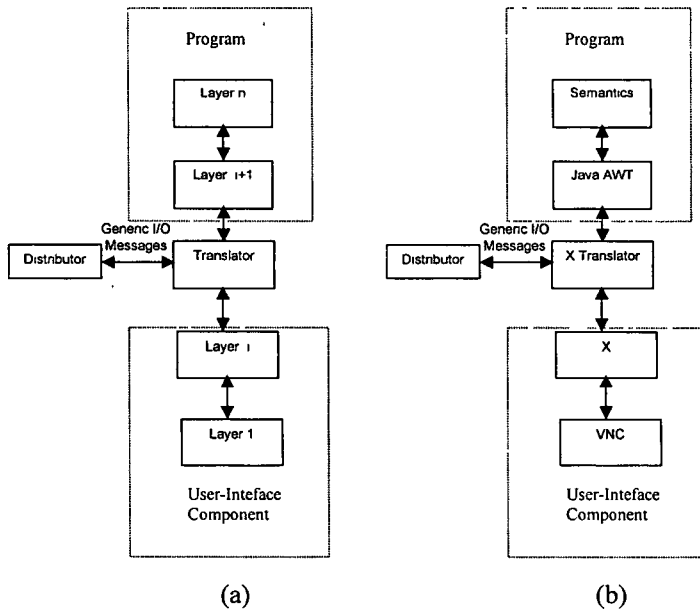 Program
Layer n
Layer i+1
Generic I/O
Messages
Distributor
Translator
Layer i
Layer 1
User-Inteface
Component
(a)
Program
Semantics
Java AWT
Generic I/O
Messages
Distributor
X Translator
X
VNC
User-Inteface
Component
(b)